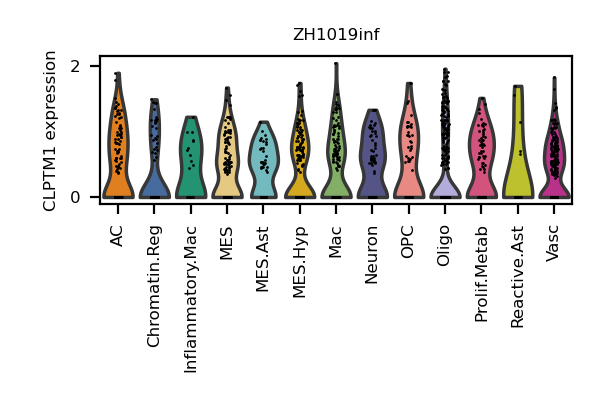 ZH1019inf
CLPTM1 expression
2
0
AC
Chromatin.Reg
Inflammatory.Mac
MES
MES.Ast
MES.Hyp
Mac
Neuron
OPC
Oligo
Prolif.Metab
Reactive.Ast
Vasc